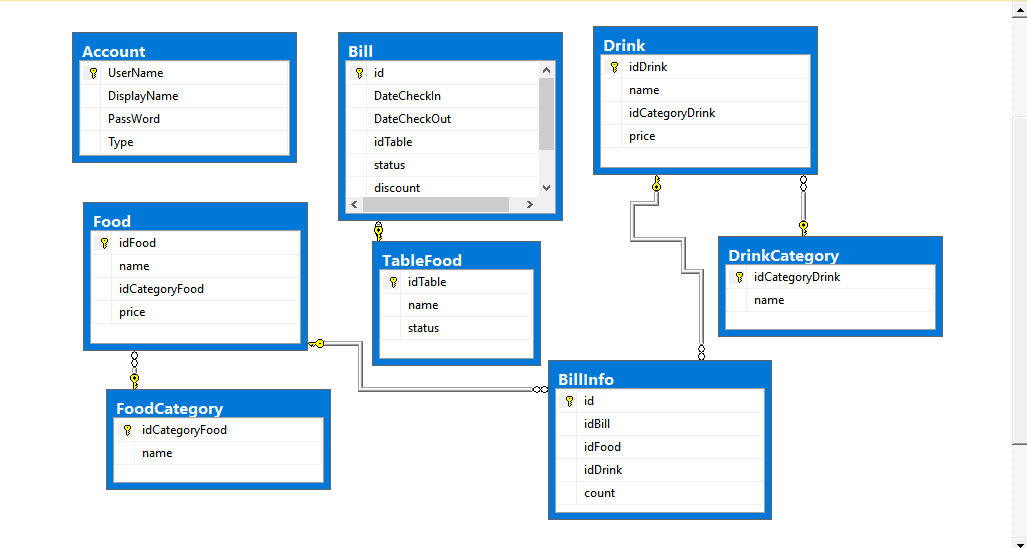 Account
UserName
DisplayName
PassWord
Type
Bill
id
DateCheckIn
DateCheckOut
idTable
status
discount
Drink
idDrink
name
idCategoryDrink
price
Food
idFood
name
idCategoryFood
price
TableFood
idTable
name
status
DrinkCategory
idCategoryDrink
name
FoodCategory
idCategoryFood
name
BillInfo
id
idBill
idFood
idDrink
count